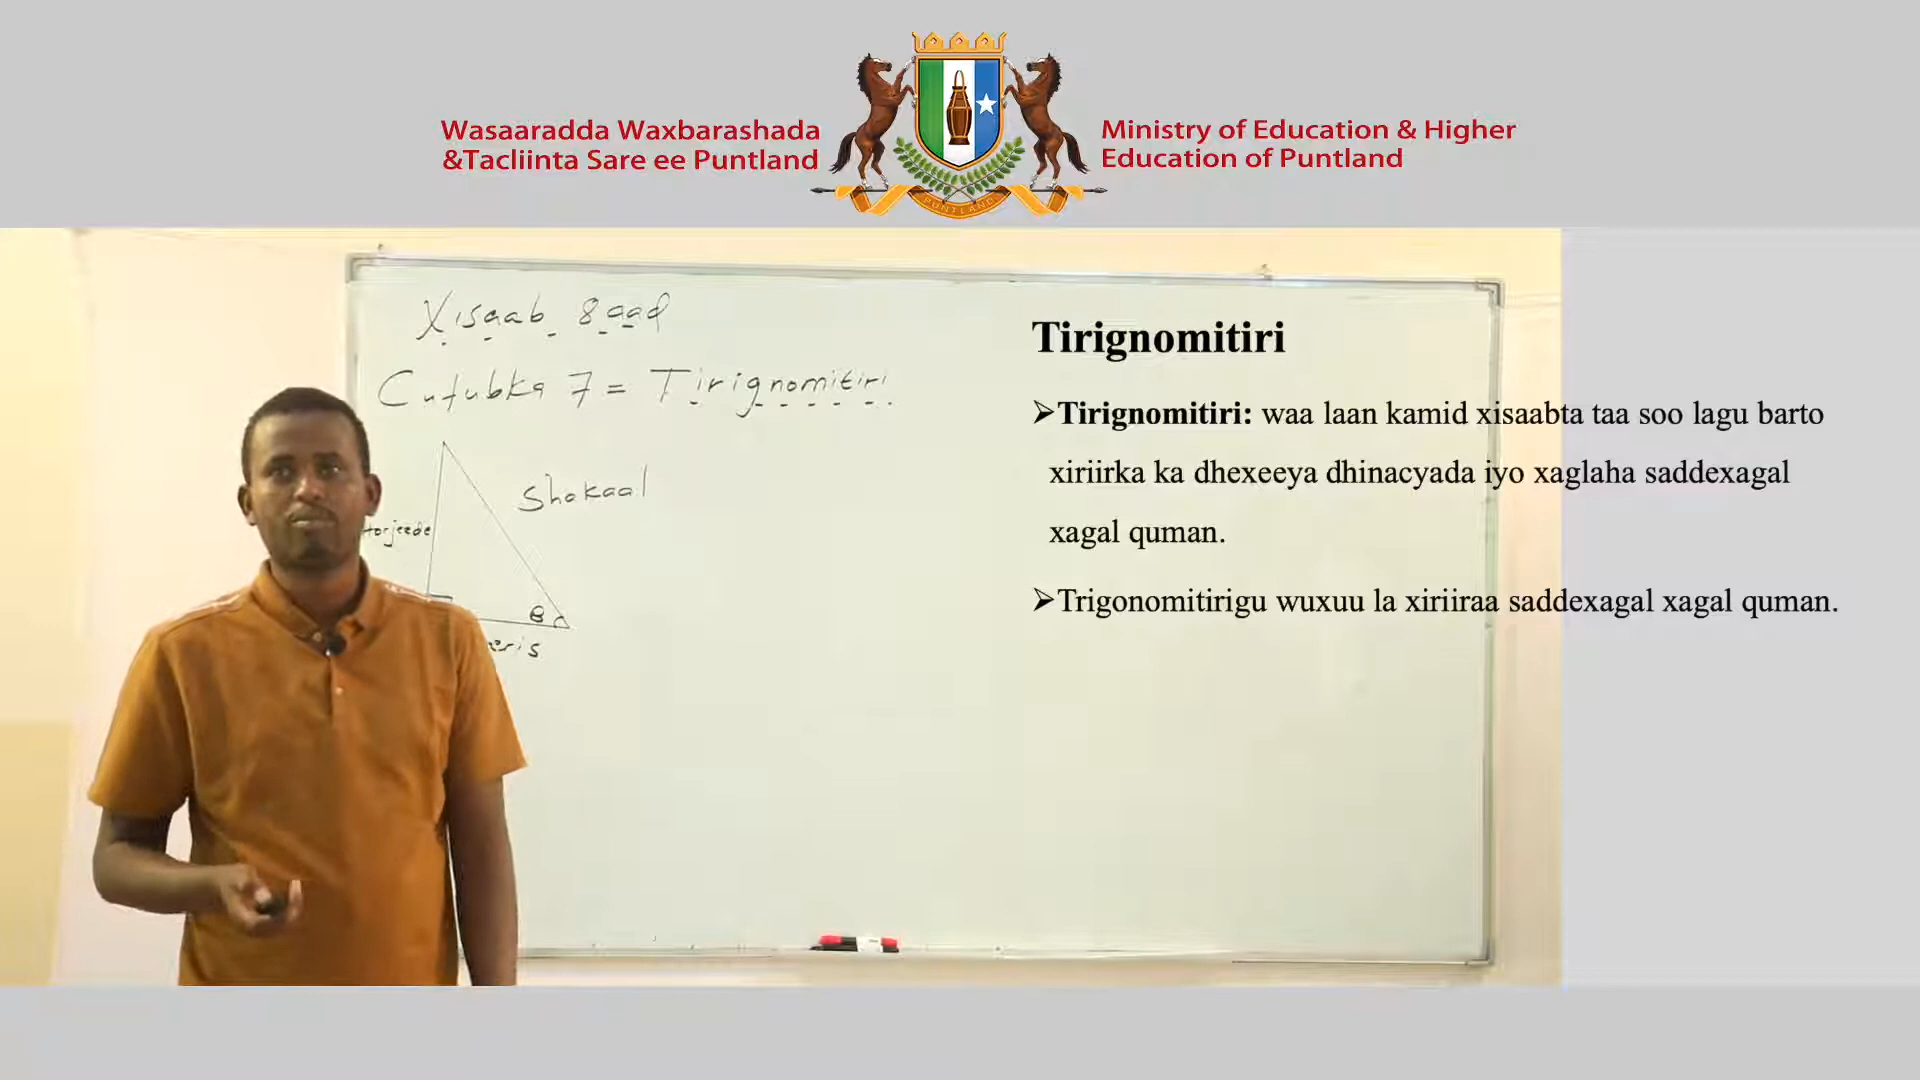 Wasaaradda Waxbarashada
&Tacliinta Sare ee Puntland
PUNTLAND
Ministry of Education & Higher
Education of Puntland
Xisaab 8aad
Cutubka 7 = Tirignomitiri
Shakaal
torjeede
θ
eris
Tirignomitiri
➢Tirignomitiri: waa laan kamid xisaabta taa soo lagu barto
xiriirka ka dhexeeya dhinacyada iyo xaglaha saddexagal
xagal quman.
➢Trigonomitirigu wuxuu la xiriiraa saddexagal xagal quman.